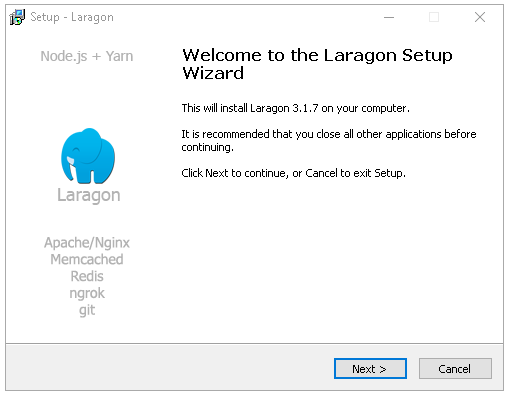 Setup - Laragon
Node.js + Yarn
Laragon
Apache/Nginx
Memcached
Redis
ngrok
git
Welcome to the Laragon Setup
Wizard
This will install Laragon 3.1.7 on your computer.
It is recommended that you close all other applications before
continuing.
Click Next to continue, or Cancel to exit Setup.
Next >
Cancel